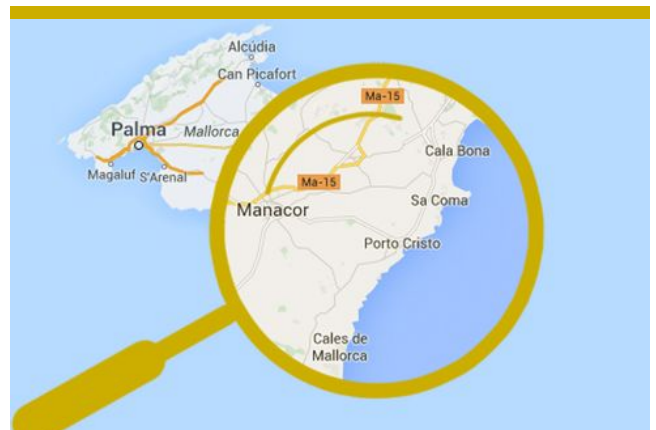 Alcúdia
Can Picafort
Ma-15
Palma
Mallorca
Cala Bona
Magaluf
S'Arenal
Ma-15
Manacor
Sa Coma
Porto Cristo
Cales de
Mallorca